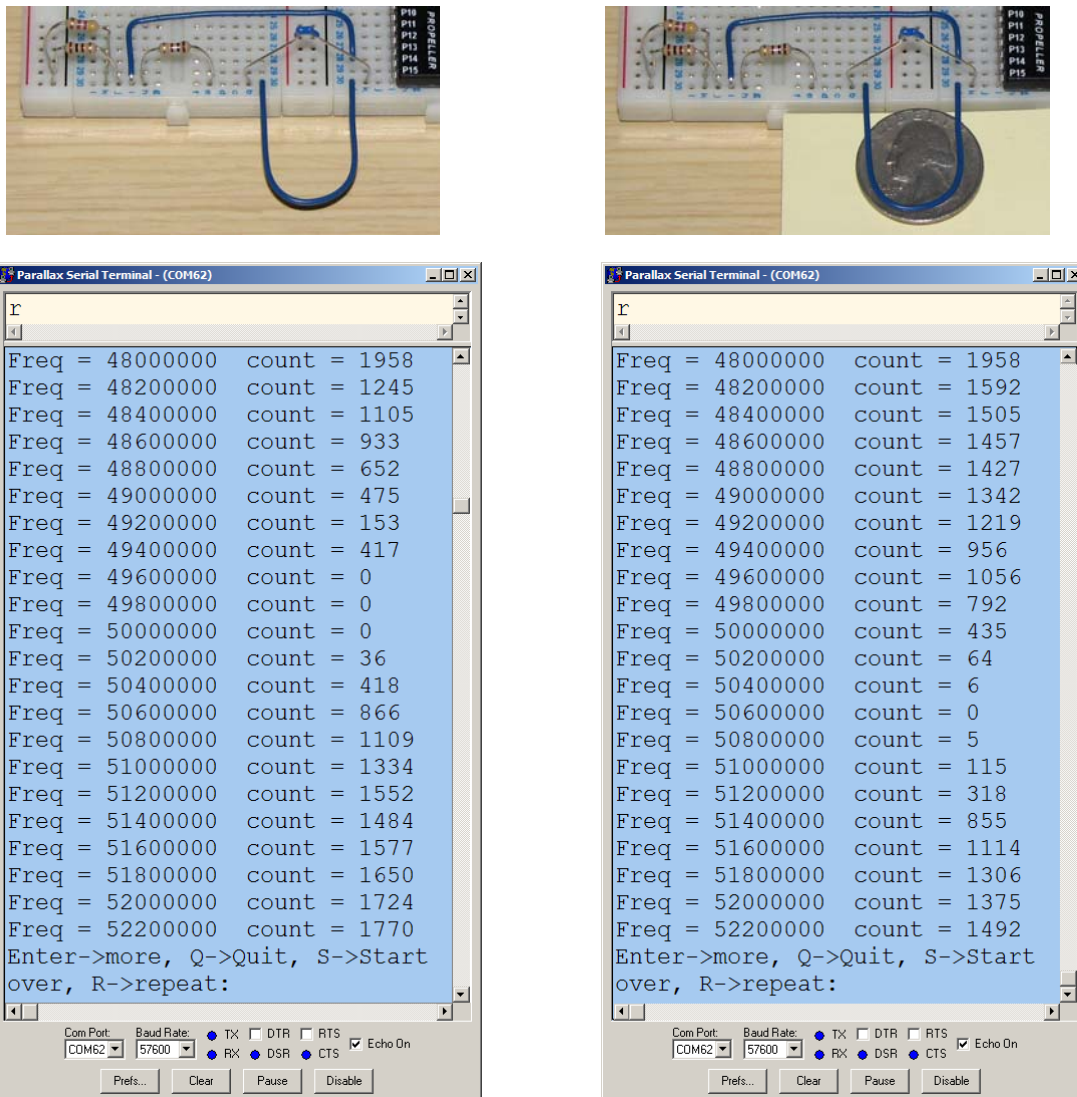 P10
P11
P12
P13
P14
P15
PROPELLER
P10
P11
P12
P13
P14
P15
PROPELLER
Parallax Serial Terminal - (COM62)
r
Freq = 48000000 count = 1958
Freq = 48200000 count = 1245
Freq = 48400000 count = 1105
Freq = 48600000 count = 933
Freq = 48800000 count = 652
Freq = 49000000 count = 475
Freq = 49200000 count = 153
Freq = 49400000 count = 417
Freq = 49600000 count = 0
Freq = 49800000 count = 0
Freq = 50000000 count = 0
Freq = 50200000 count = 36
Freq = 50400000 count = 418
Freq = 50600000 count = 866
Freq = 50800000 count = 1109
Freq = 51000000 count = 1334
Freq = 51200000 count = 1552
Freq = 51400000 count = 1484
Freq = 51600000 count = 1577
Freq = 51800000 count = 1650
Freq = 52000000 count = 1724
Freq = 52200000 count = 1770
Enter->more, Q->Quit, S->Start
over, R->repeat:
Com Port: Baud Rate: TX DTR RTS
COM62 57600 RX DSR CTS Echo On
Prefs... Clear Pause Disable
Parallax Serial Terminal - (COM62)
r
Freq = 48000000 count = 1958
Freq = 48200000 count = 1592
Freq = 48400000 count = 1505
Freq = 48600000 count = 1457
Freq = 48800000 count = 1427
Freq = 49000000 count = 1342
Freq = 49200000 count = 1219
Freq = 49400000 count = 956
Freq = 49600000 count = 1056
Freq = 49800000 count = 792
Freq = 50000000 count = 435
Freq = 50200000 count = 64
Freq = 50400000 count = 6
Freq = 50600000 count = 0
Freq = 50800000 count = 5
Freq = 51000000 count = 115
Freq = 51200000 count = 318
Freq = 51400000 count = 855
Freq = 51600000 count = 1114
Freq = 51800000 count = 1306
Freq = 52000000 count = 1375
Freq = 52200000 count = 1492
Enter->more, Q->Quit, S->Start
over, R->repeat:
Com Port: Baud Rate: TX DTR RTS
COM62 57600 RX DSR CTS Echo On
Prefs... Clear Pause Disable